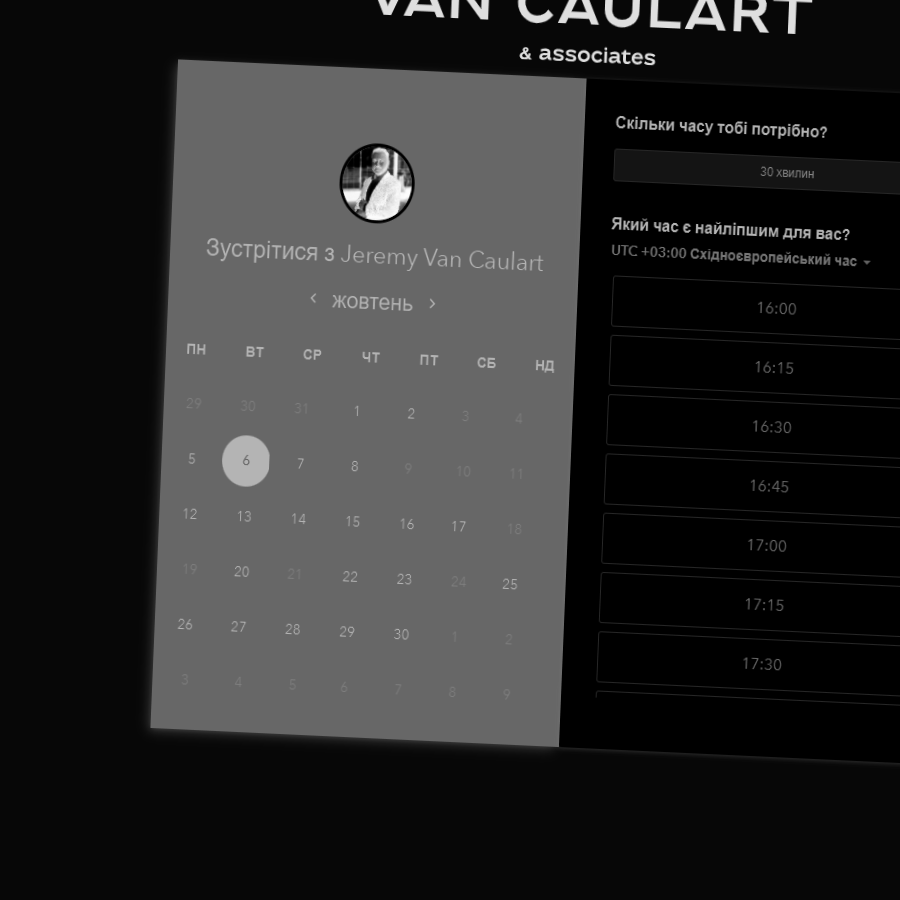 VAN CAULART
& associates
Зустрітися з Jeremy Van Caulart
‹ жовтень ›
ПН ВТ СР ЧТ ПТ СБ НД
29 30 31 1 2 3 4
5 6 7 8 9 10 11
12 13 14 15 16 17 18
19 20 21 22 23 24 25
26 27 28 29 30 1 2
3 4 5 6 7 8 9
Скільки часу тобі потрібно?
30 хвилин
Який час є найліпшим для вас?
UTC +03:00 Східноєвропейський час
16:00
16:15
16:30
16:45
17:00
17:15
17:30